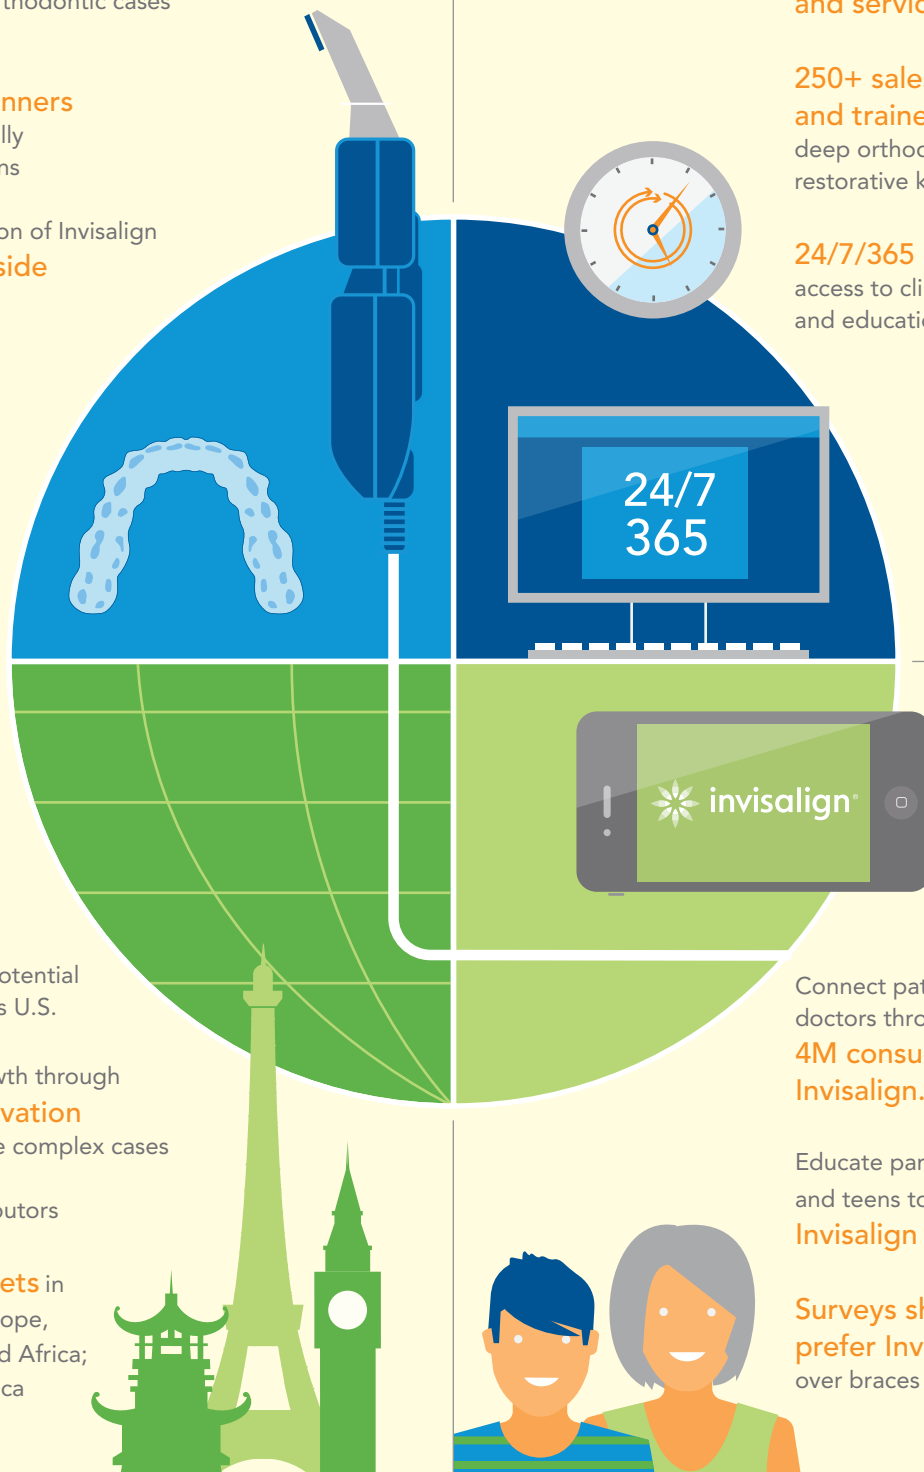 thodontic cases
nners
lly
ns
on of Invisalign
side
and servic
250+ sale
and traine
deep orthod
restorative k
24/7/365
access to cli
and educatio
24/7
365
invisalign®
otential
s U.S.
wth through
vation
e complex cases
butors
ets in
ope,
d Africa;
ca
Connect pat
doctors thro
4M consu
Invisalign.
Educate par
and teens to
Invisalign
Surveys sh
prefer Inv
over braces